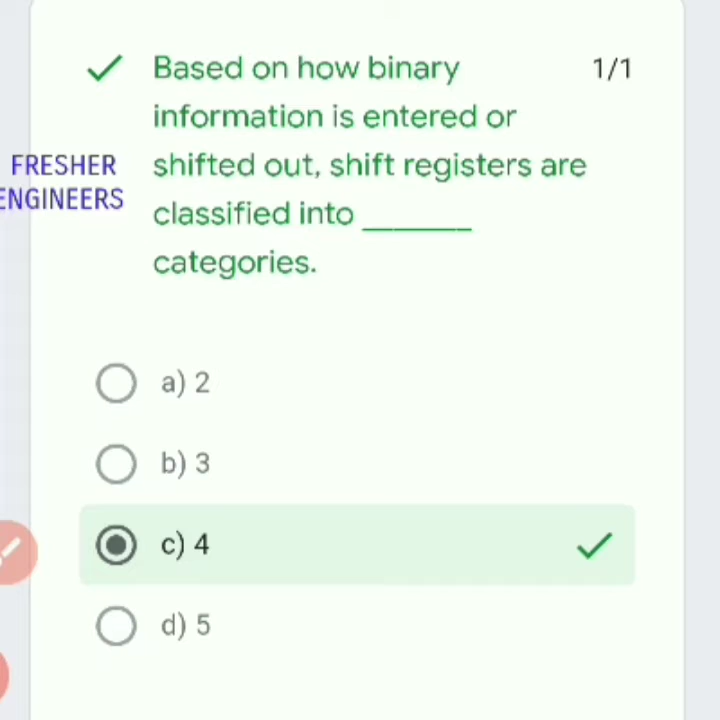 Based on how binary
1/1
information is entered or
FRESHER
shifted out, shift registers are
ENGINEERS
classified into _______
categories.
a) 2
b) 3
c) 4
d) 5